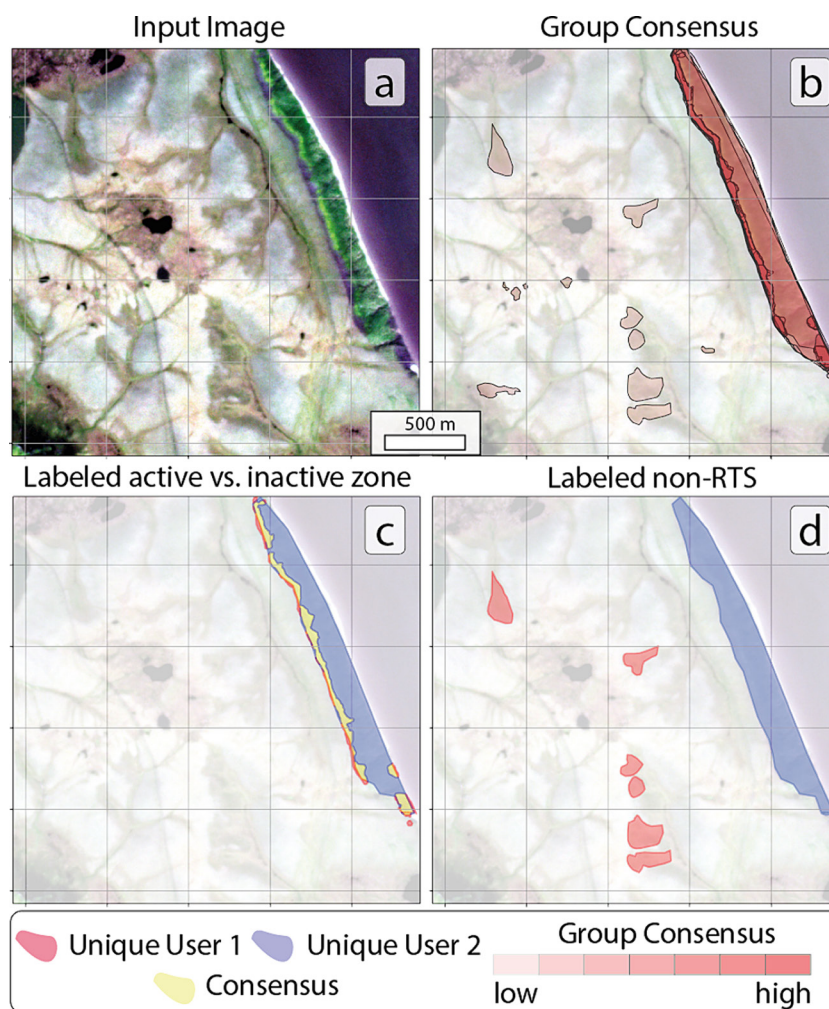 Input Image
Group Consensus
a
b
500 m
Labeled active vs. inactive zone
Labeled non-RTS
c
d
Unique User 1
Unique User 2
Consensus
Group Consensus
low
high